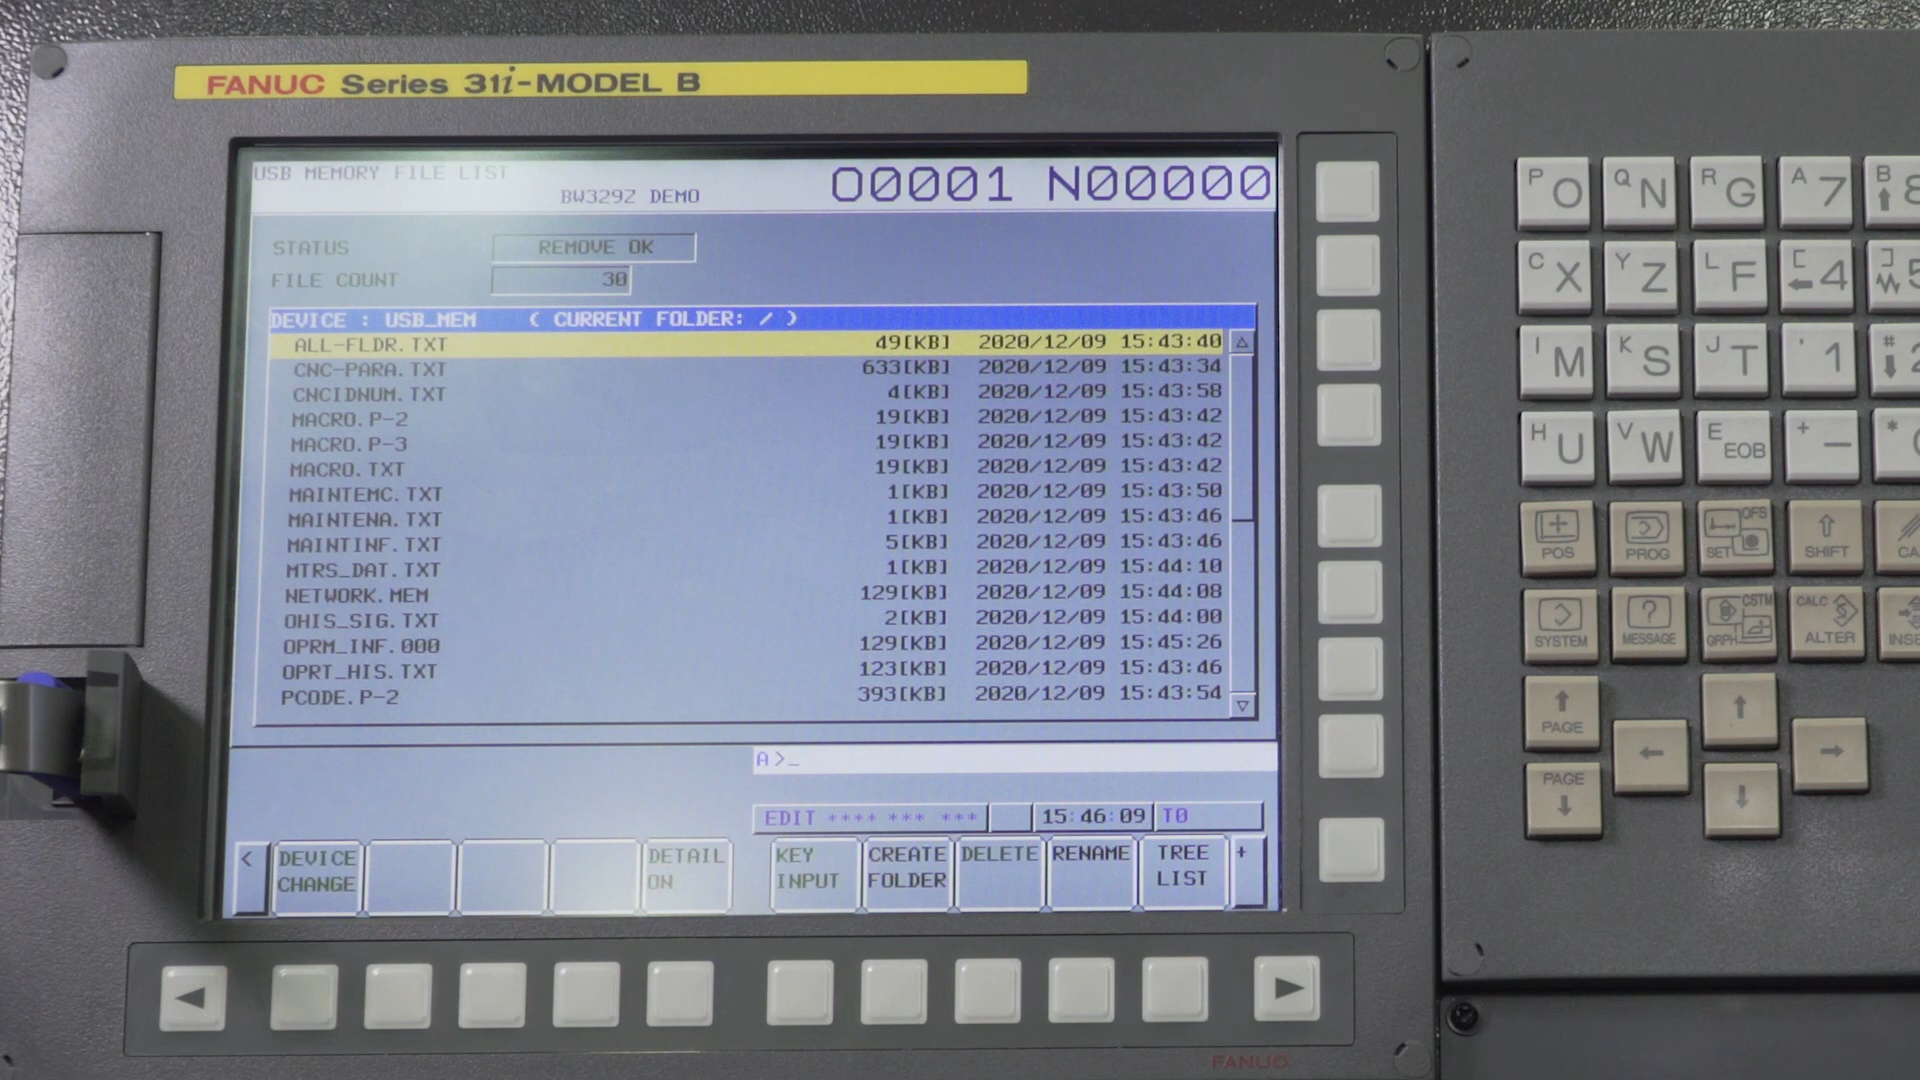 FANUC Series 31i-MODEL B
USB MEMORY FILE LIST
BW329Z DEMO
O0001 N00000
STATUS REMOVE OK
FILE COUNT 30
DEVICE : USB_MEM ( CURRENT FOLDER: / )
ALL-FLDR.TXT 49[KB] 2020/12/09 15:43:40
CNC-PARA.TXT 633[KB] 2020/12/09 15:43:34
CNCIDNUM.TXT 4[KB] 2020/12/09 15:43:58
MACRO.P-2 19[KB] 2020/12/09 15:43:42
MACRO.P-3 19[KB] 2020/12/09 15:43:42
MACRO.TXT 19[KB] 2020/12/09 15:43:42
MAINTEMC.TXT 1[KB] 2020/12/09 15:43:50
MAINTENA.TXT 1[KB] 2020/12/09 15:43:46
MAINTINF.TXT 5[KB] 2020/12/09 15:43:46
MTRS_DAT.TXT 1[KB] 2020/12/09 15:44:10
NETWORK.MEM 129[KB] 2020/12/09 15:44:08
OHIS_SIG.TXT 2[KB] 2020/12/09 15:44:00
OPRM_INF.000 129[KB] 2020/12/09 15:45:26
OPRT_HIS.TXT 123[KB] 2020/12/09 15:43:46
PCODE.P-2 393[KB] 2020/12/09 15:43:54
A>_
EDIT **** *** *** 15:46:09 T0
< DEVICE CHANGE DETAIL ON KEY INPUT CREATE FOLDER DELETE RENAME TREE LIST +
FANUC
P O Q N R G A 7 B 8
C X Y Z L F [ 4 ] 5
I M K S J T ' 1 # 2
H U V W E EOB + - *
POS PROG OFS SET SHIFT
SYSTEM ? MESSAGE CSTM GRPH CALC ALTER
PAGE
PAGE